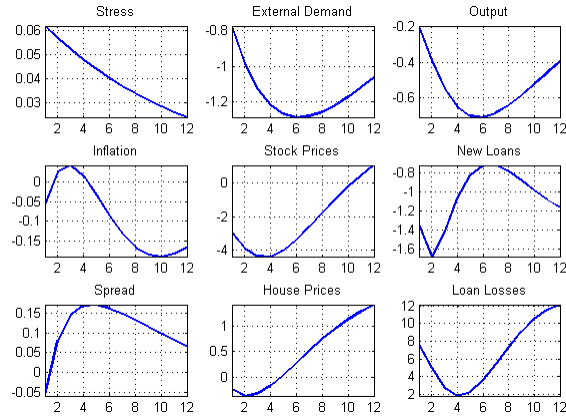 Stress External Demand Output
0.06 -0.8 -0.2
0.05 -1
0.04 -0.4
0.03 -1.2 -0.6
2 4 6 8 10 12 2 4 6 8 10 12 2 4 6 8 10 12
Inflation Stock Prices New Loans
0 0 -0.8
-0.05 -1
-0.1 -2 -1.2
-0.15 -4 -1.4
-1.6
2 4 6 8 10 12 2 4 6 8 10 12 2 4 6 8 10 12
Spread House Prices Loan Losses
0.15 1 12
0.1 10
0.05 0.5 8
0 0 6
-0.05 4
2
2 4 6 8 10 12 2 4 6 8 10 12 2 4 6 8 10 12